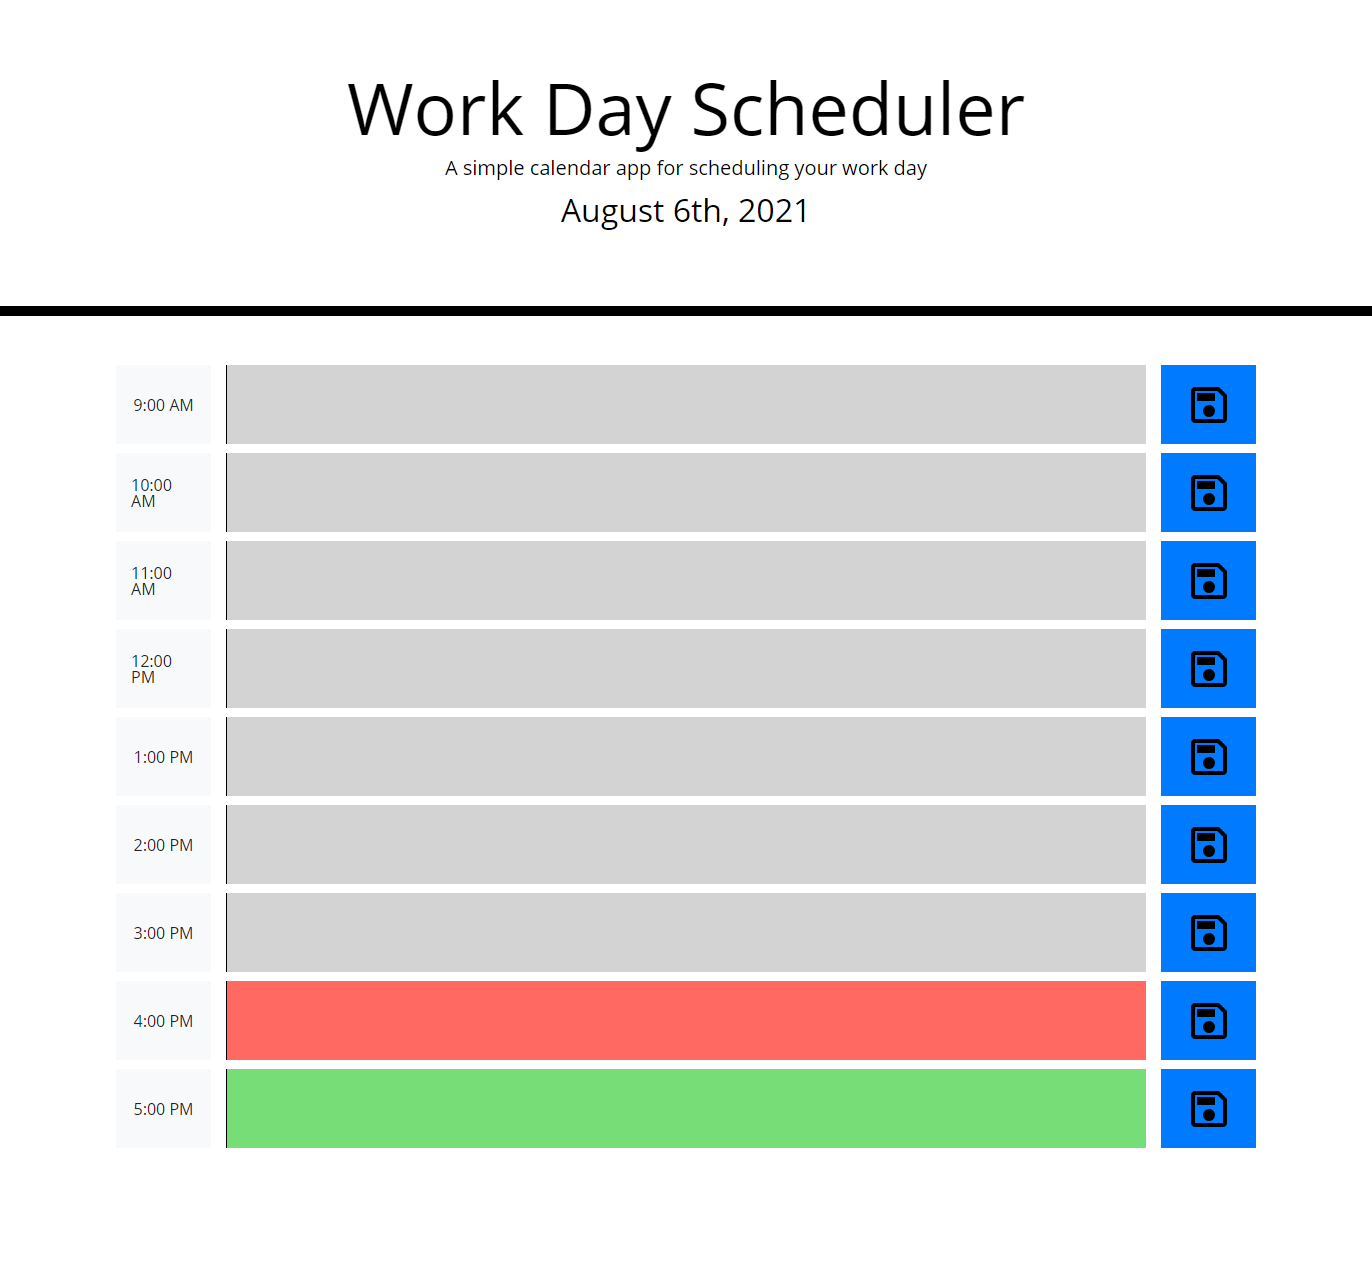 Work Day Scheduler
A simple calendar app for scheduling your work day
August 6th, 2021
9:00 AM
10:00
AM
11:00
AM
12:00
PM
1:00 PM
2:00 PM
3:00 PM
4:00 PM
5:00 PM